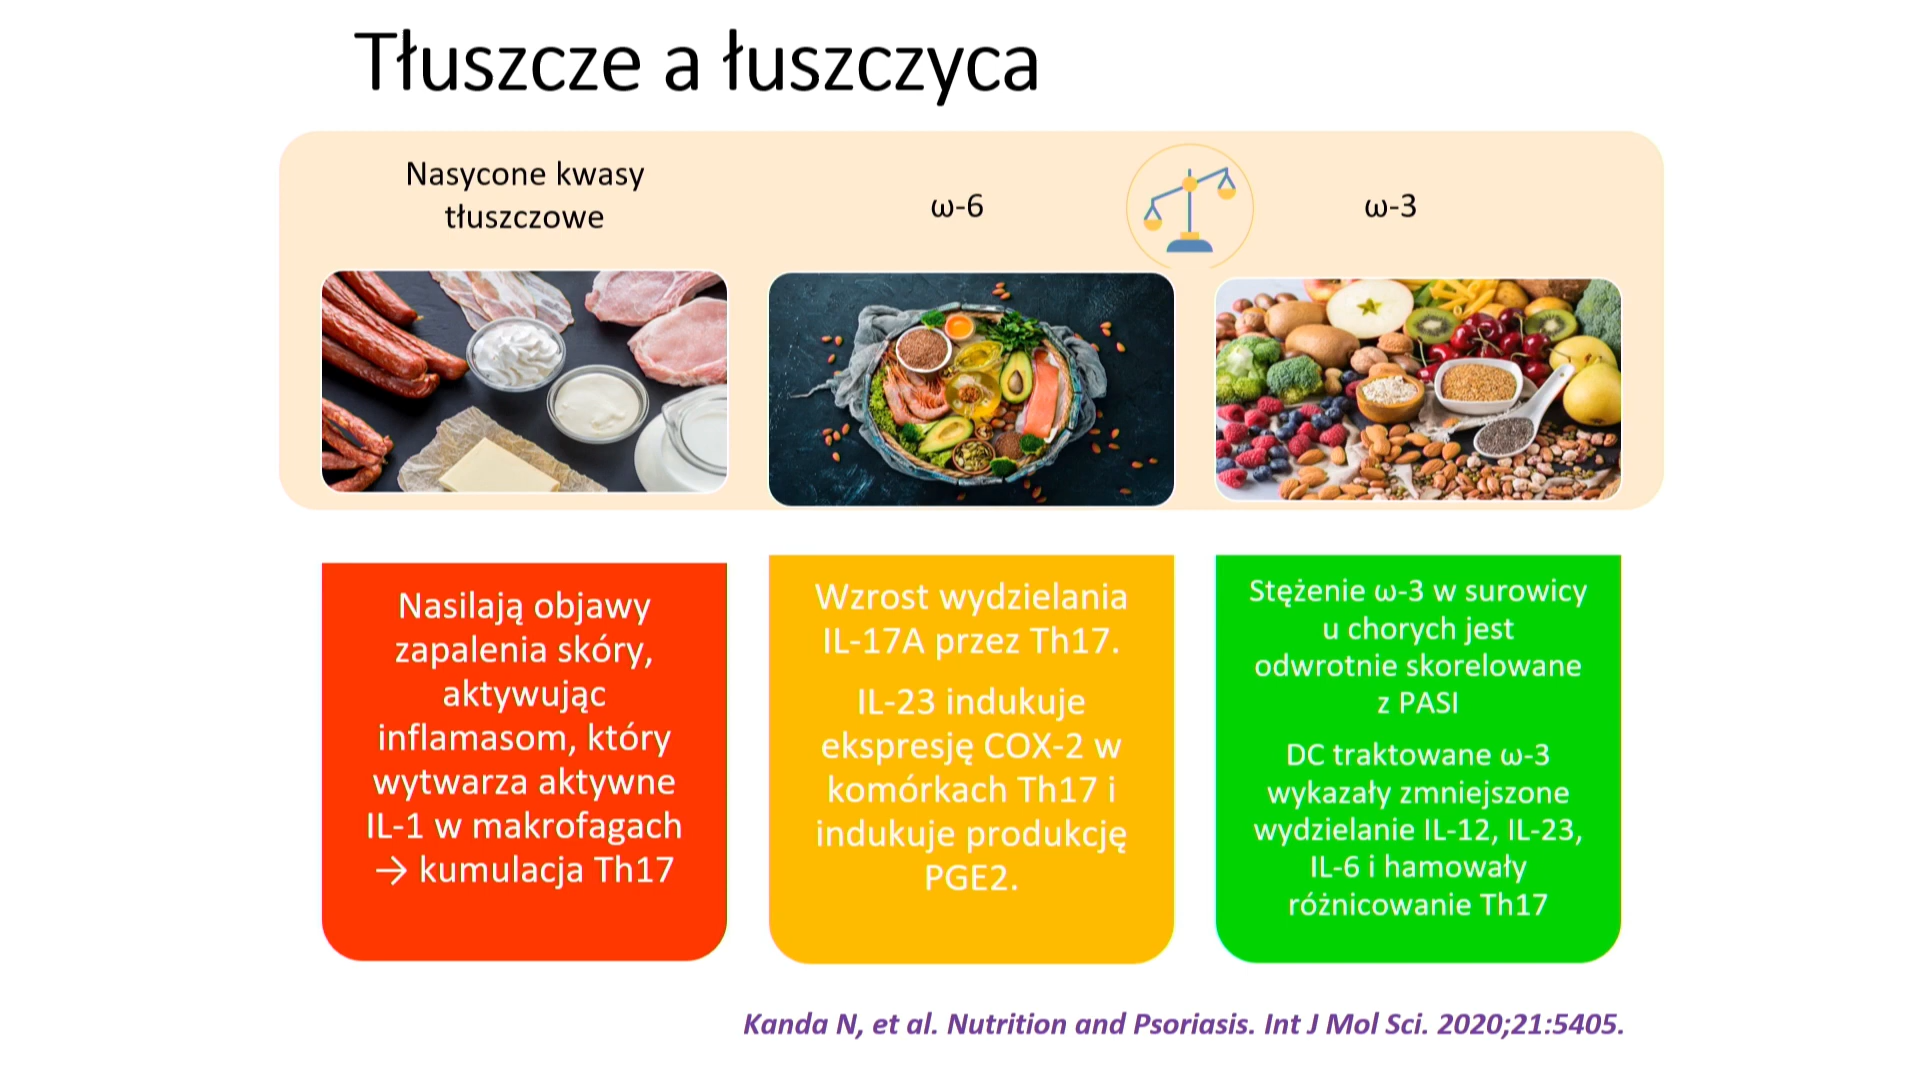 Tłuszcze a łuszczyca
Nasycone kwasy
tłuszczowe
ω-6
ω-3
Nasilają objawy
zapalenia skóry,
aktywując
inflamasom, który
wytwarza aktywne
IL-1 w makrofagach
→ kumulacja Th17
Wzrost wydzielania
IL-17A przez Th17.
IL-23 indukuje
ekspresję COX-2 w
komórkach Th17 i
indukuje produkcję
PGE2.
Stężenie ω-3 w surowicy
u chorych jest
odwrotnie skorelowane
z PASI
DC traktowane ω-3
wykazały zmniejszone
wydzielanie IL-12, IL-23,
IL-6 i hamowały
różnicowanie Th17
Kanda N, et al. Nutrition and Psoriasis. Int J Mol Sci. 2020;21:5405.